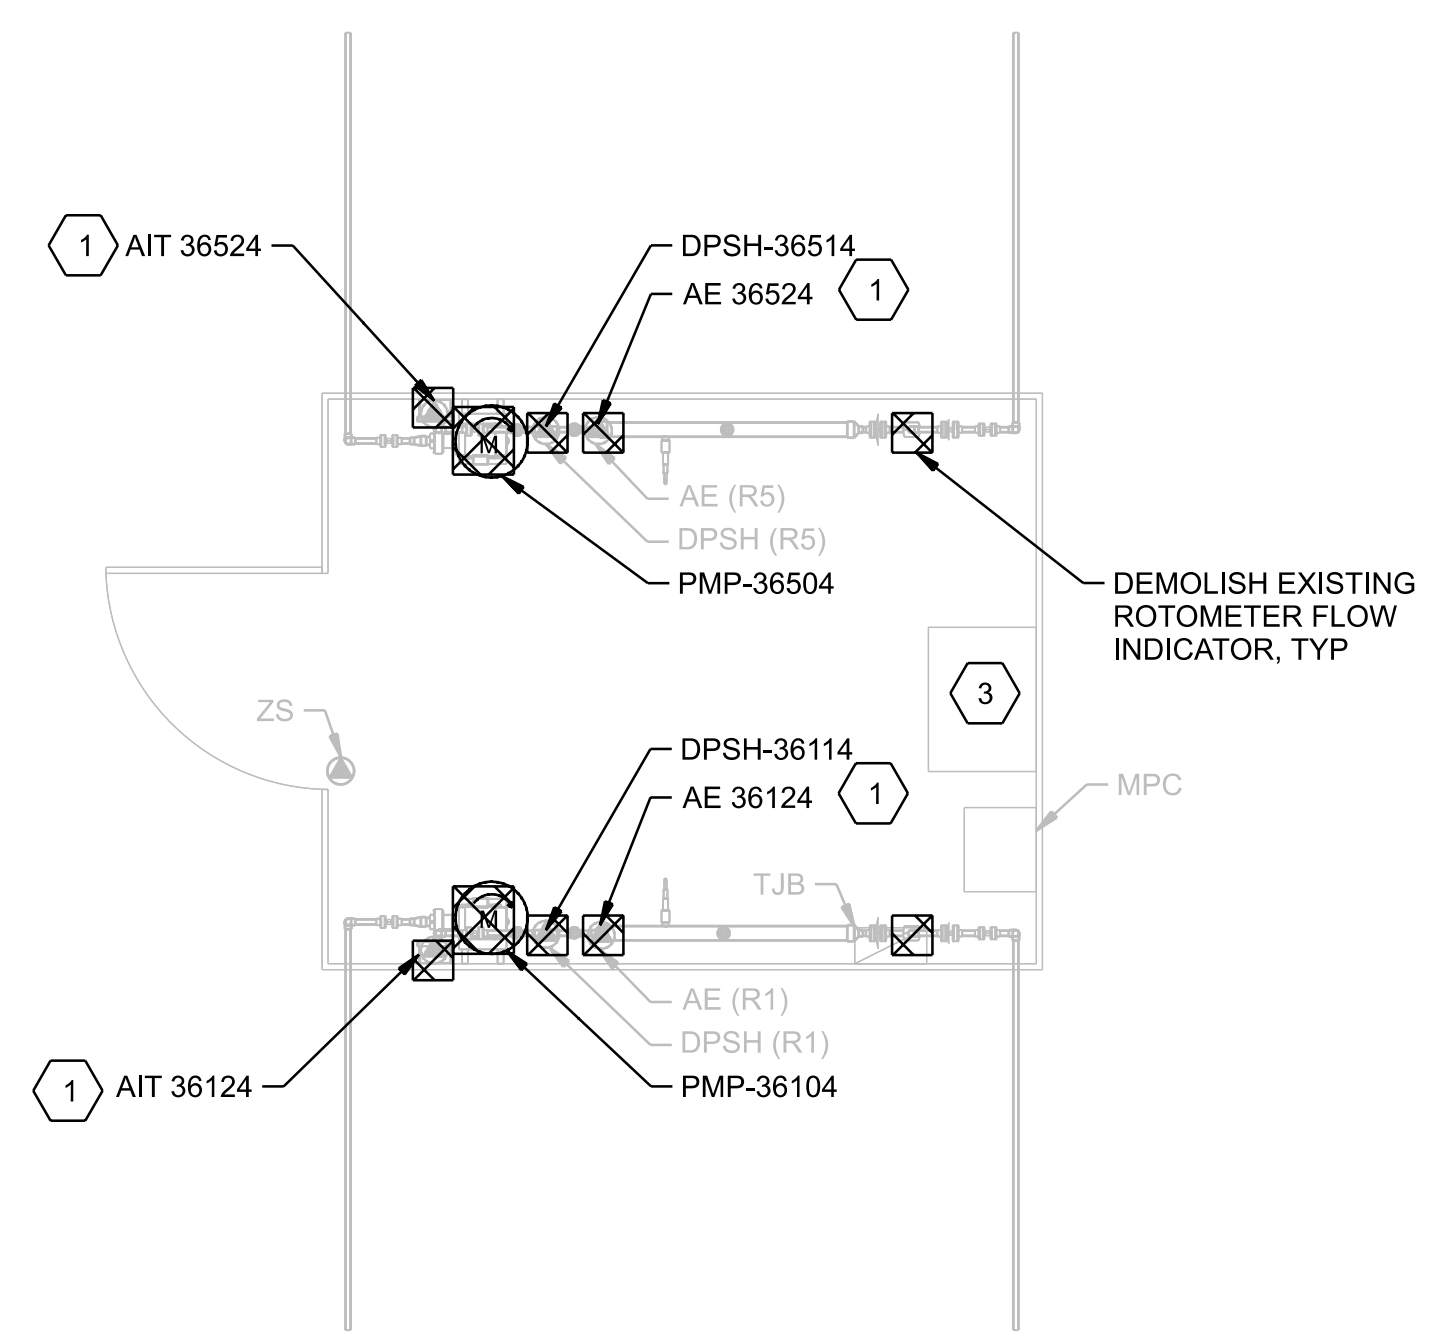 1 AIT 36524
DPSH-36514
AE 36524 1
M
AE (R5)
DPSH (R5)
PMP-36504
DEMOLISH EXISTING
ROTOMETER FLOW
INDICATOR, TYP
3
ZS
DPSH-36114
AE 36124 1
MPC
TJB
M
AE (R1)
DPSH (R1)
1 AIT 36124
PMP-36104